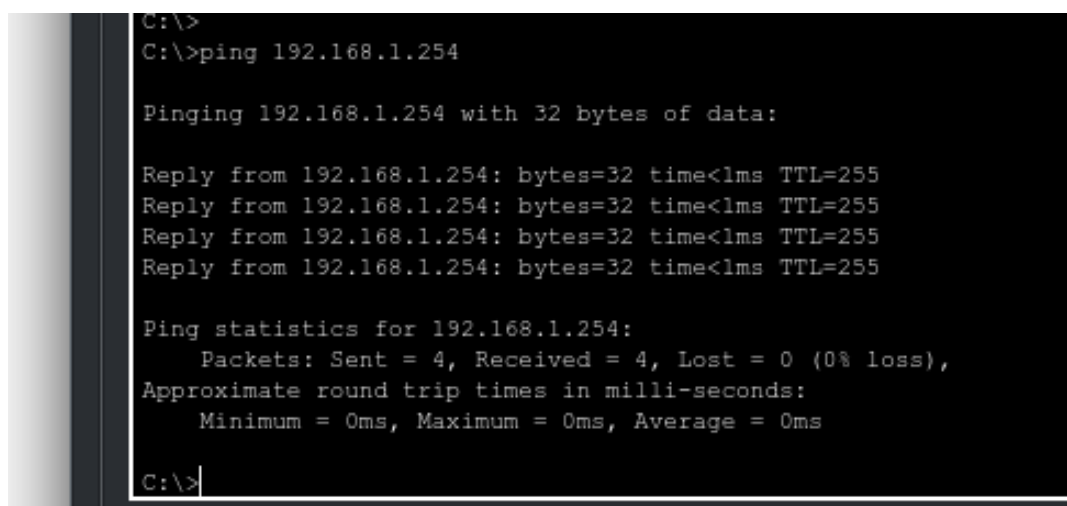 C:\>
C:\>ping 192.168.1.254
Pinging 192.168.1.254 with 32 bytes of data:
Reply from 192.168.1.254: bytes=32 time<1ms TTL=255
Reply from 192.168.1.254: bytes=32 time<1ms TTL=255
Reply from 192.168.1.254: bytes=32 time<1ms TTL=255
Reply from 192.168.1.254: bytes=32 time<1ms TTL=255
Ping statistics for 192.168.1.254:
Packets: Sent = 4, Received = 4, Lost = 0 (0% loss),
Approximate round trip times in milli-seconds:
Minimum = 0ms, Maximum = 0ms, Average = 0ms
C:\>